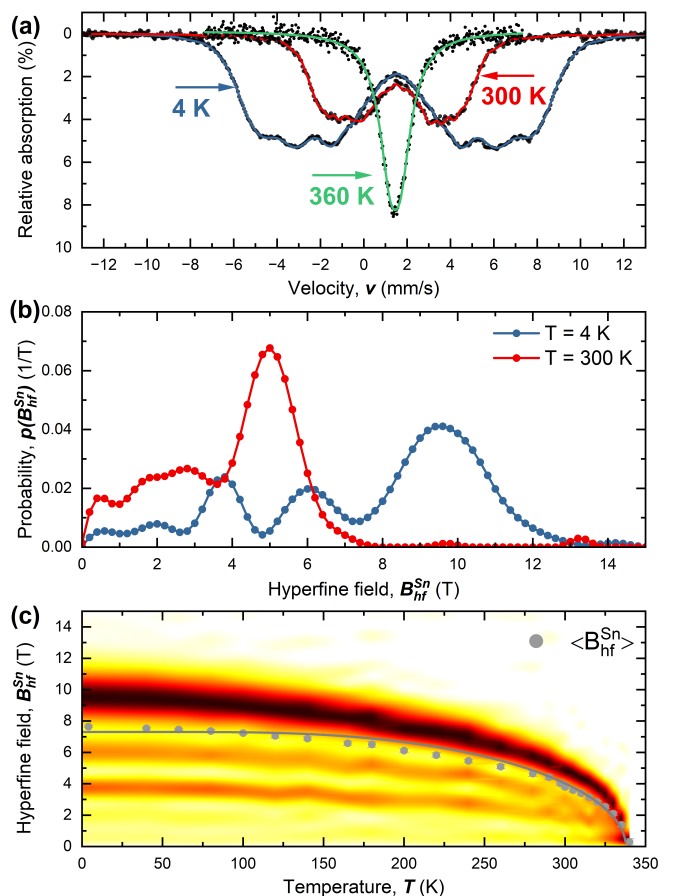 (a)
0
2
4
6
8
10
Relative absorption (%)
4 K
300 K
360 K
−12 −10 −8 −6 −4 −2 0 2 4 6 8 10 12
Velocity, v (mm/s)
(b)
0.08
0.06
0.04
0.02
0.00
Probability, p(B_hf^Sn) (1/T)
T = 4 K
T = 300 K
0 2 4 6 8 10 12 14
Hyperfine field, B_hf^Sn (T)
(c)
14
12
10
8
6
4
2
0
Hyperfine field, B_hf^Sn (T)
<B_hf^Sn>
0 50 100 150 200 250 300 350
Temperature, T (K)